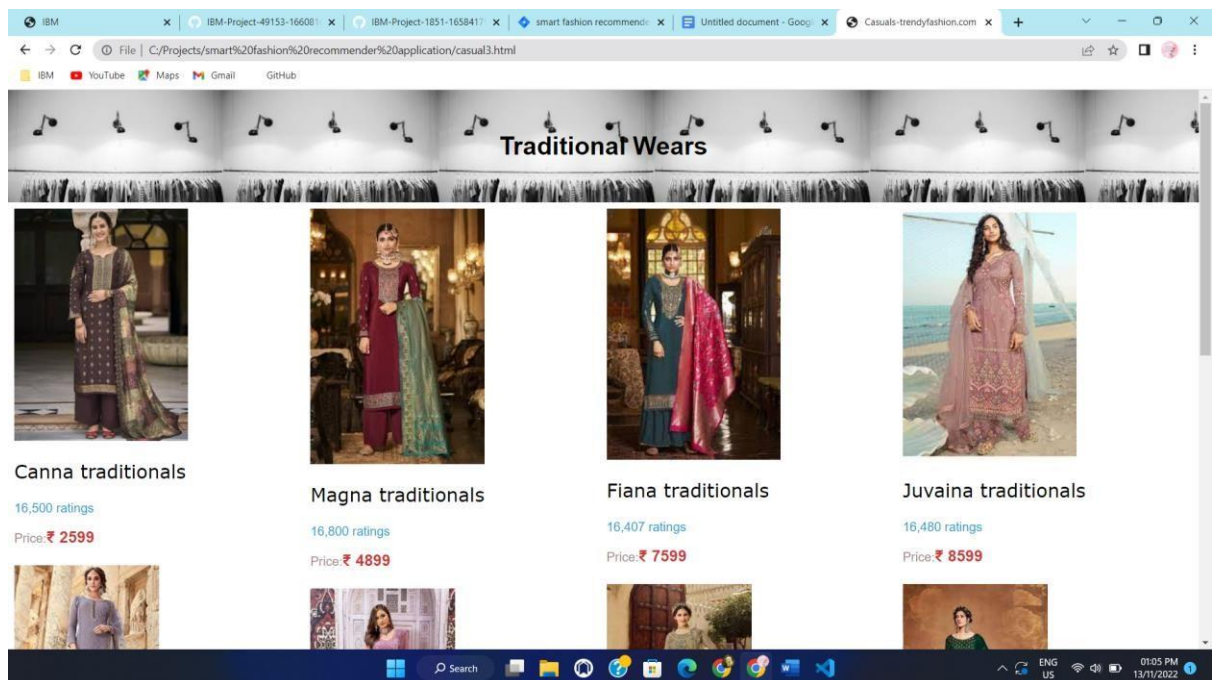 IBM
IBM-Project-49153-166081
IBM-Project-1851-1658417
smart fashion recommende
Untitled document - Googl
Casuals-trendyfashion.com
File | C:/Projects/smart%20fashion%20recommender%20application/casual3.html
IBM YouTube Maps Gmail GitHub
Traditional Wears
Canna traditionals
16,500 ratings
Price:₹ 2599
Magna traditionals
16,800 ratings
Price:₹ 4899
Fiana traditionals
16,407 ratings
Price:₹ 7599
Juvaina traditionals
16,480 ratings
Price:₹ 8599
Search
ENG
US
01:05 PM
13/11/2022
1